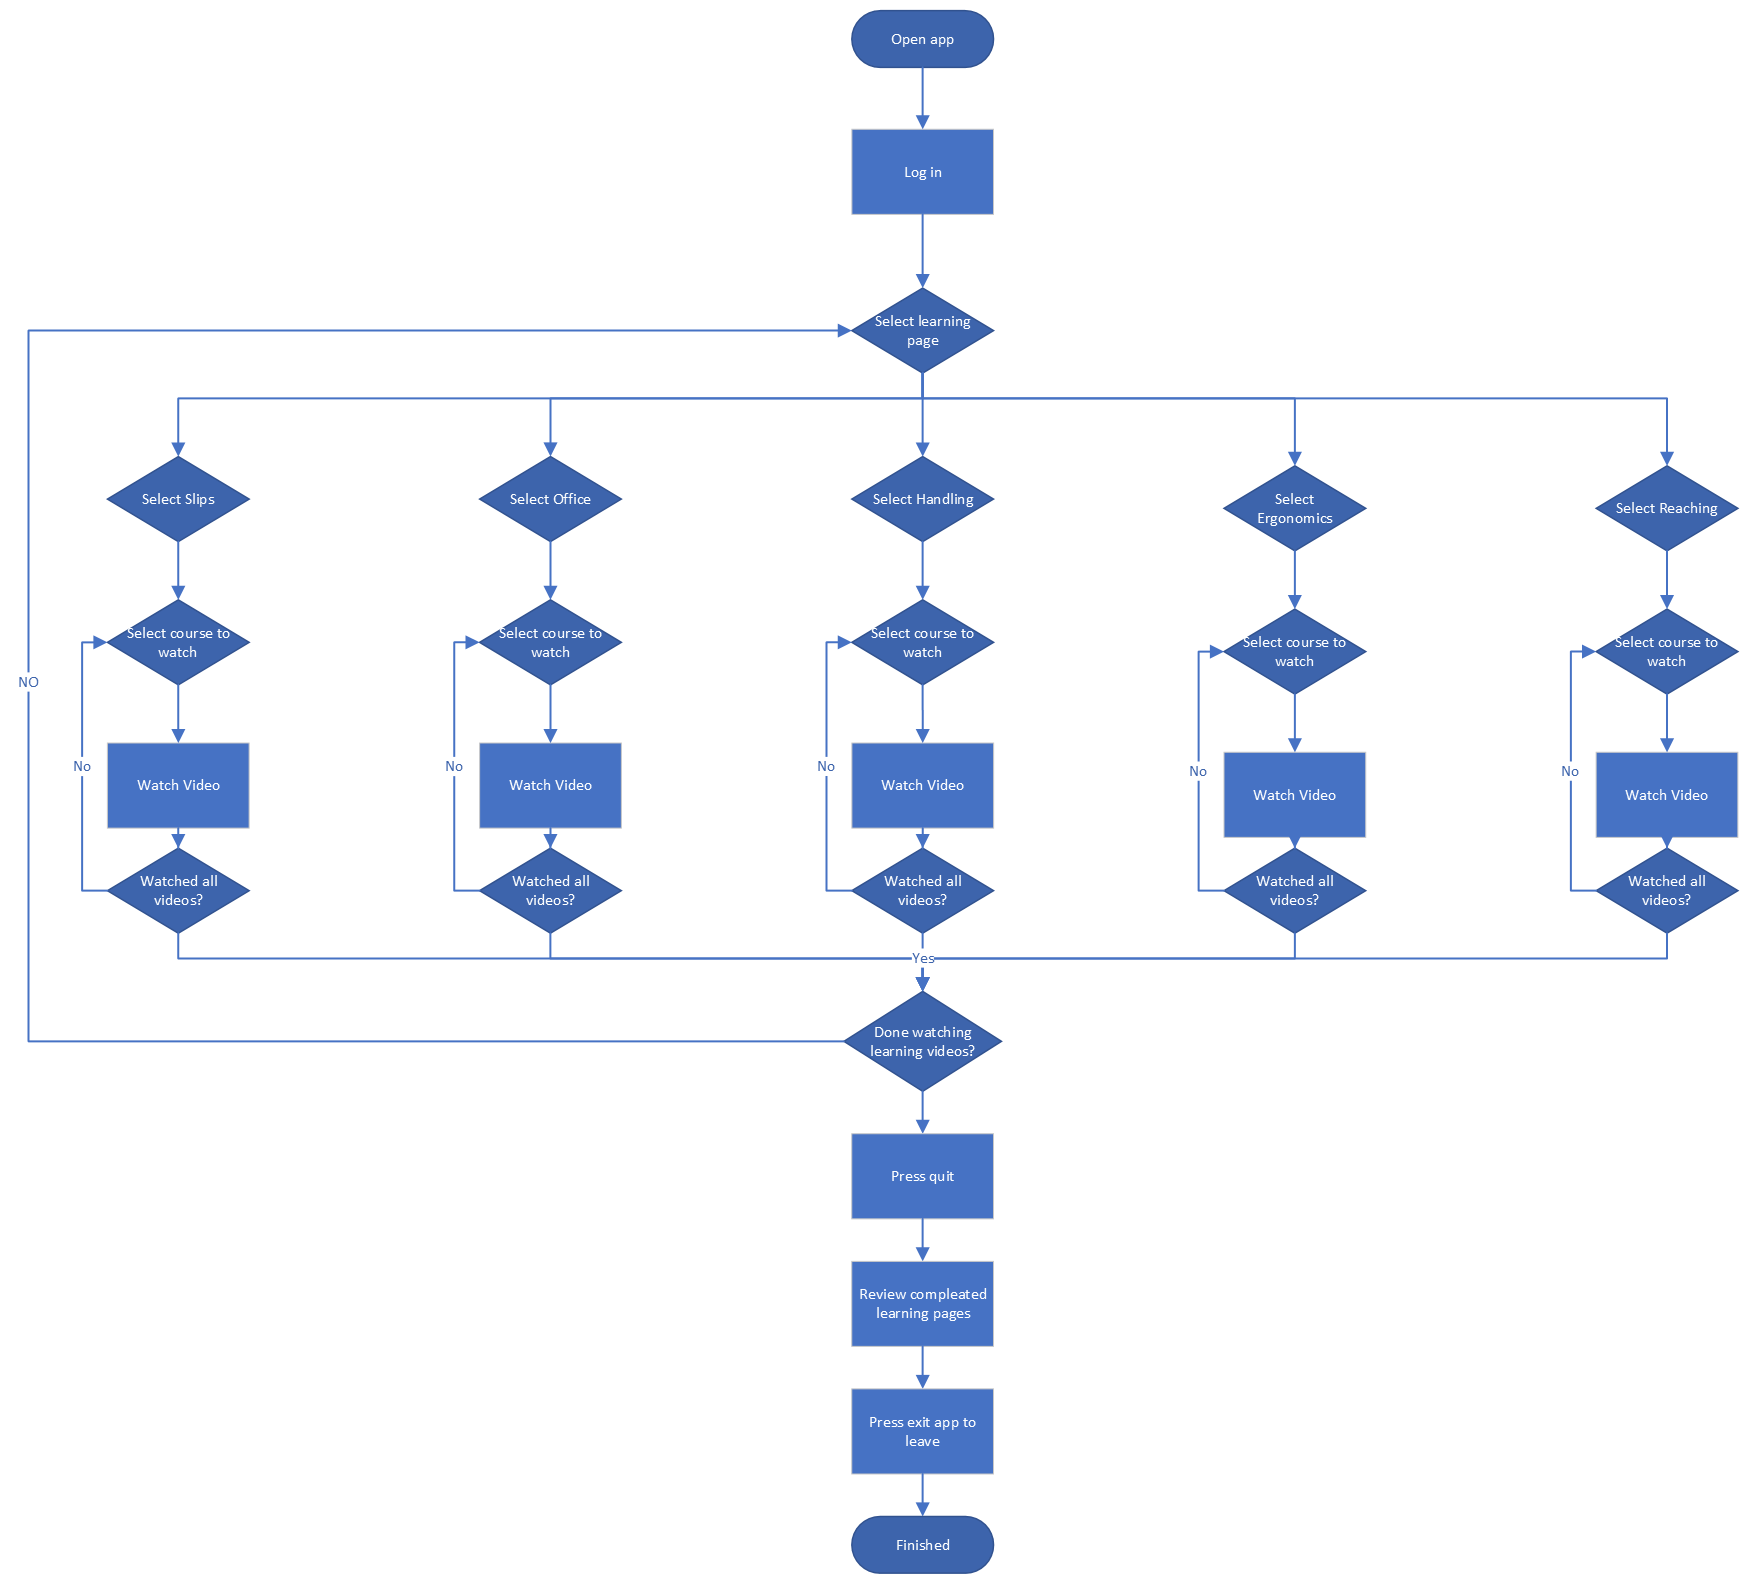 Open app
Log in
Select learning
page
Select Slips
Select Office
Select Handling
Select
Ergonomics
Select Reaching
Select course to
watch
Select course to
watch
Select course to
watch
Select course to
watch
Select course to
watch
NO
No
Watch Video
No
Watch Video
No
Watch Video
No
Watch Video
No
Watch Video
Watched all
videos?
Watched all
videos?
Watched all
videos?
Watched all
videos?
Watched all
videos?
Yes
Done watching
learning videos?
Press quit
Review compleated
learning pages
Press exit app to
leave
Finished